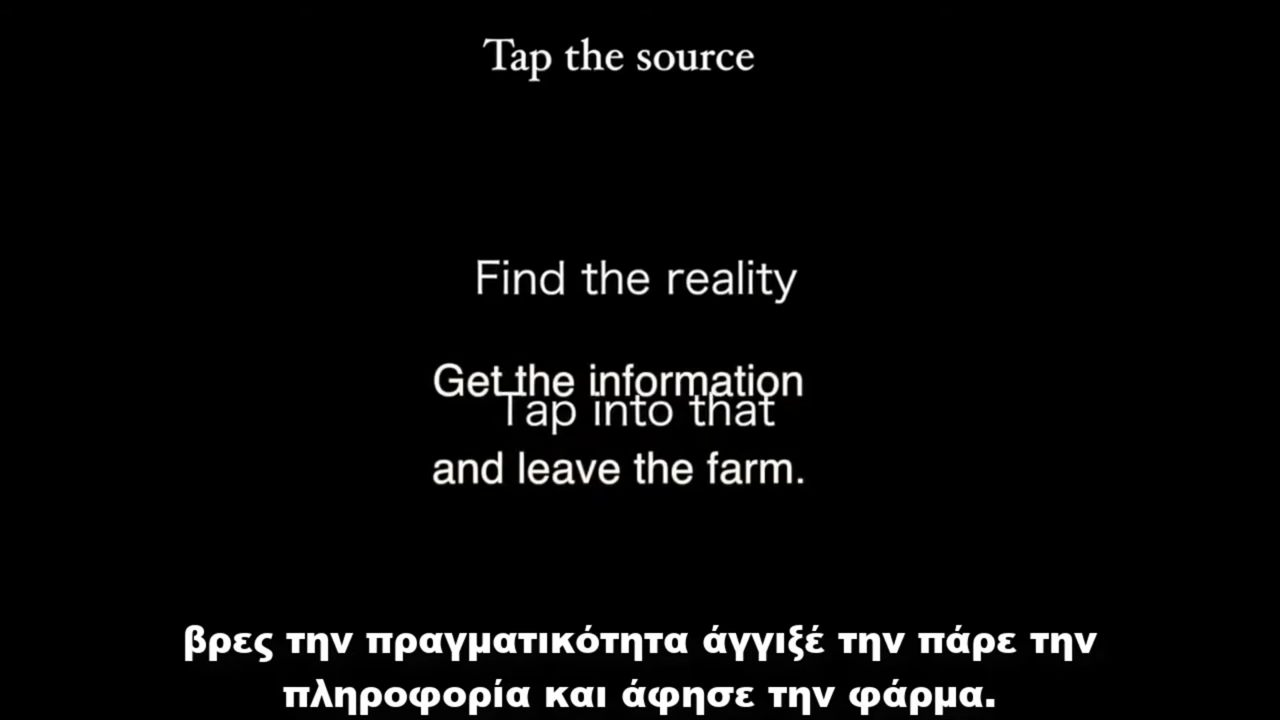 Tap the source
Find the reality
Get the information
Tap into that
and leave the farm.
βρες την πραγματικότητα άγγιξέ την πάρε την
πληροφορία και άφησε την φάρμα.